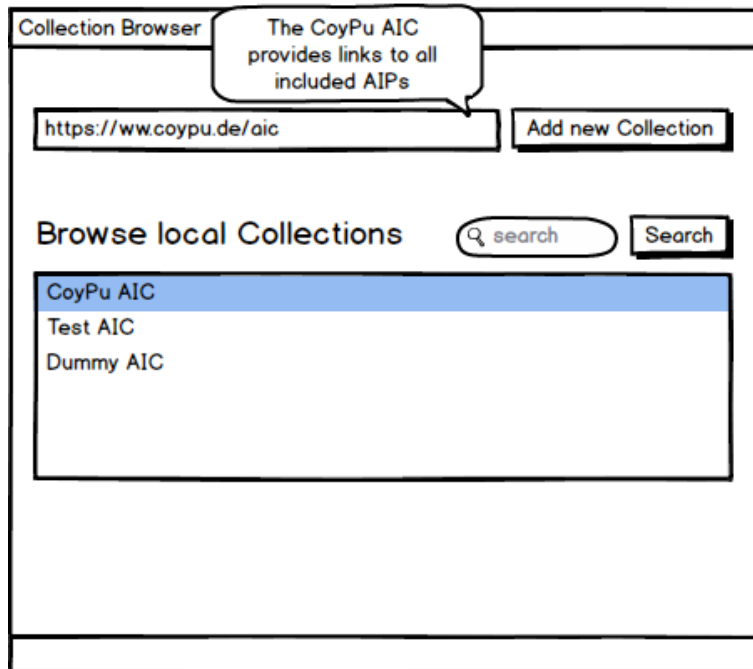 Collection Browser
The CoyPu AIC
provides links to all
included AIPs
https://ww.coypu.de/aic
Add new Collection
Browse local Collections
search
Search
CoyPu AIC
Test AIC
Dummy AIC